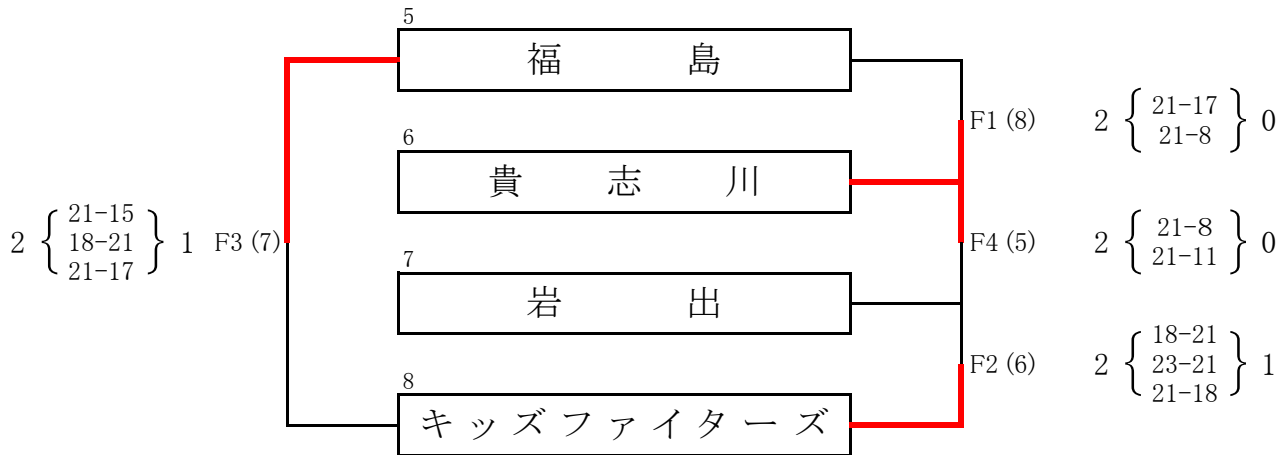 5
福島
F1 (8) 2 { 21-17 21-8 } 0
6
貴志川
2 { 21-15 18-21 21-17 } 1 F3 (7)
F4 (5) 2 { 21-8 21-11 } 0
7
岩出
F2 (6) 2 { 18-21 23-21 21-18 } 1
8
キッズファイターズ